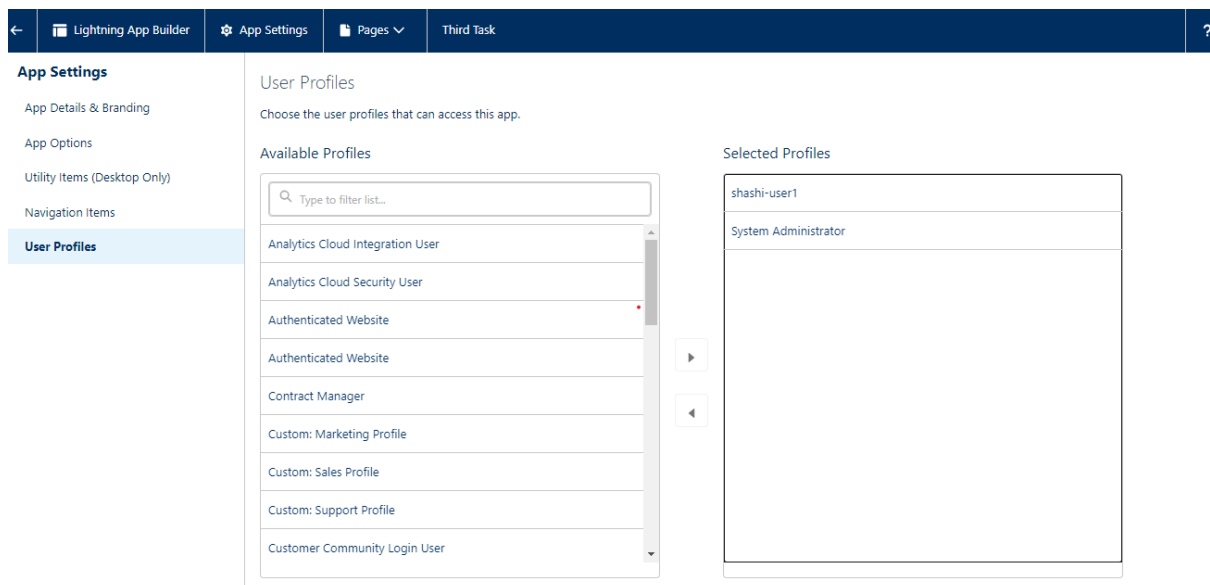 Lightning App Builder
App Settings
Pages
Third Task
?
App Settings
App Details & Branding
App Options
Utility Items (Desktop Only)
Navigation Items
User Profiles
User Profiles
Choose the user profiles that can access this app.
Available Profiles
Type to filter list...
Analytics Cloud Integration User
Analytics Cloud Security User
Authenticated Website
Authenticated Website
Contract Manager
Custom: Marketing Profile
Custom: Sales Profile
Custom: Support Profile
Customer Community Login User
Selected Profiles
shashi-user1
System Administrator